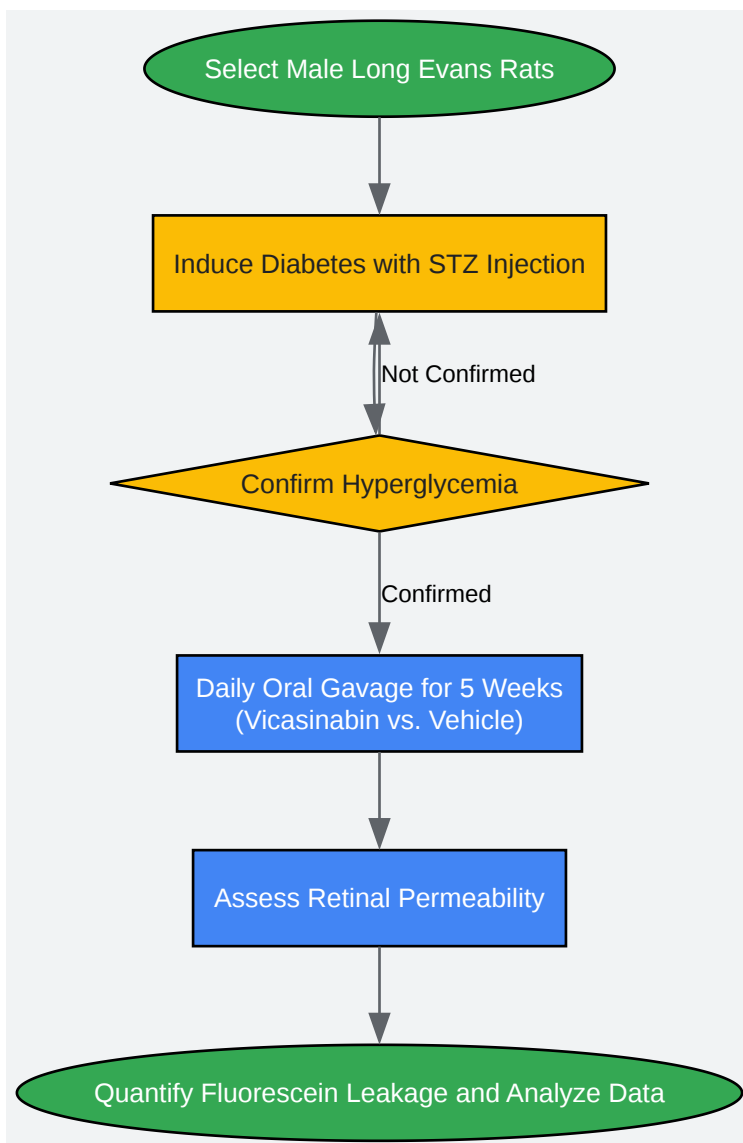 Select Male Long Evans Rats
Induce Diabetes with STZ Injection
Not Confirmed
Confirm Hyperglycemia
Confirmed
Daily Oral Gavage for 5 Weeks
(Vicasinabin vs. Vehicle)
Assess Retinal Permeability
Quantify Fluorescein Leakage and Analyze Data